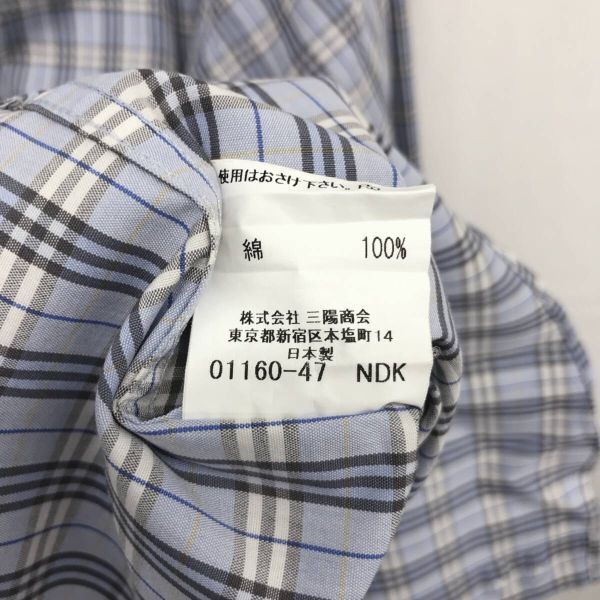 使用はおさけ下さい。
綿 100%
株式会社 三陽商会
東京都新宿区本塩町14
日本製
01160-47 NDK